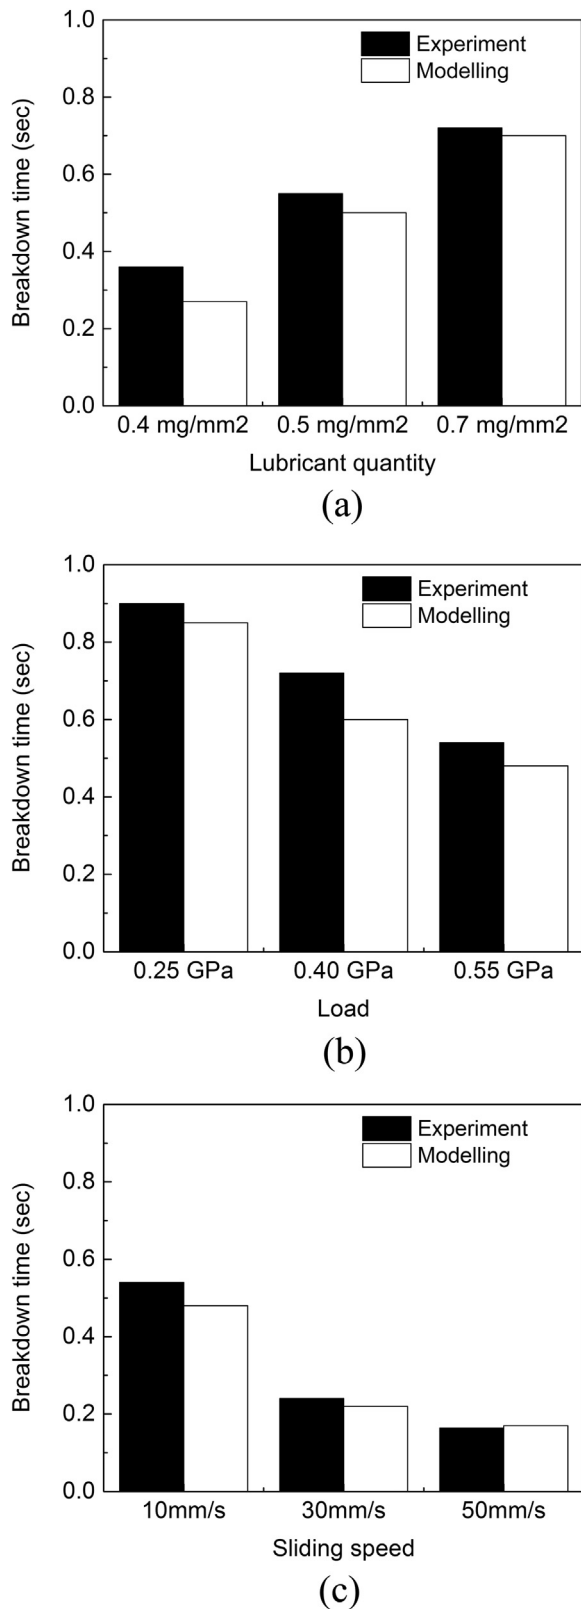 1.0
Experiment
Modelling
0.8
0.6
0.4
0.2
0.0
Breakdown time (sec)
0.4 mg/mm2 0.5 mg/mm2 0.7 mg/mm2
Lubricant quantity
(a)
1.0
Experiment
Modelling
0.8
0.6
0.4
0.2
0.0
Breakdown time (sec)
0.25 GPa 0.40 GPa 0.55 GPa
Load
(b)
1.0
Experiment
Modelling
0.8
0.6
0.4
0.2
0.0
Breakdown time (sec)
10mm/s 30mm/s 50mm/s
Sliding speed
(c)